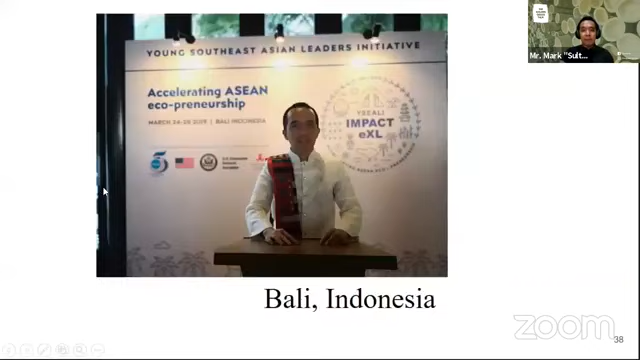 YOUNG SOUTHEAST ASIAN LEADERS INITIATIVE
Accelerating ASEAN
eco-preneurship
MARCH 24-28 2019 | BALI INDONESIA
YSEALI
IMPACT
eXL
Mr. Mark "Sult...
Bali, Indonesia
zoom
38